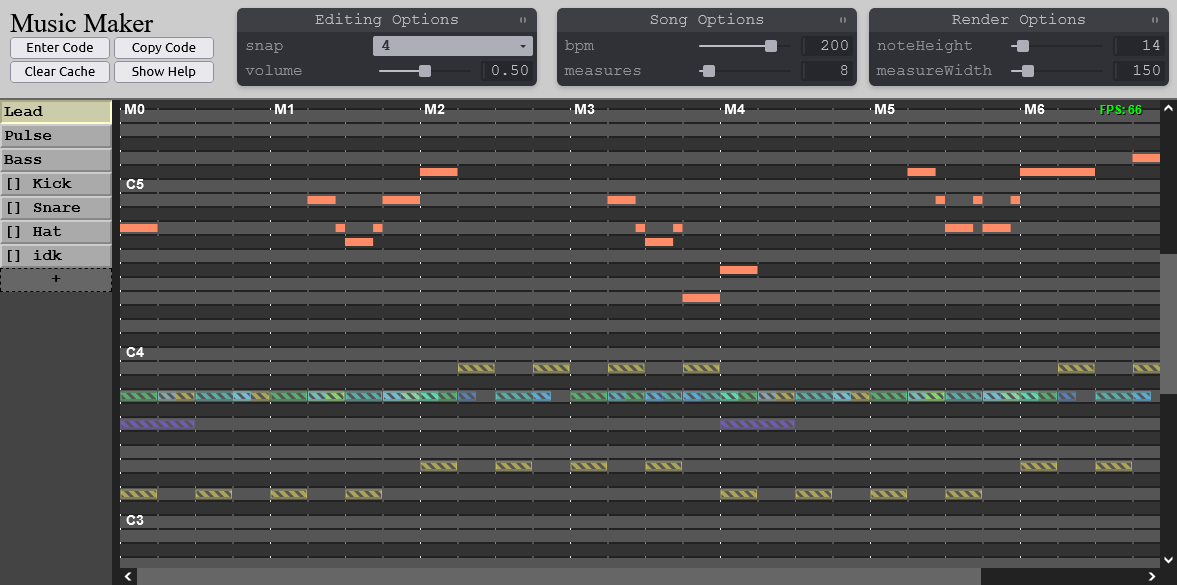 Music Maker
Enter Code
Copy Code
Clear Cache
Show Help
Editing Options
snap
4
volume
0.50
Song Options
bpm
200
measures
8
Render Options
noteHeight
14
measureWidth
150
Lead
Pulse
Bass
[] Kick
[] Snare
[] Hat
[] idk
+
M0
M1
M2
M3
M4
M5
M6
FPS: 66
C5
C4
C3